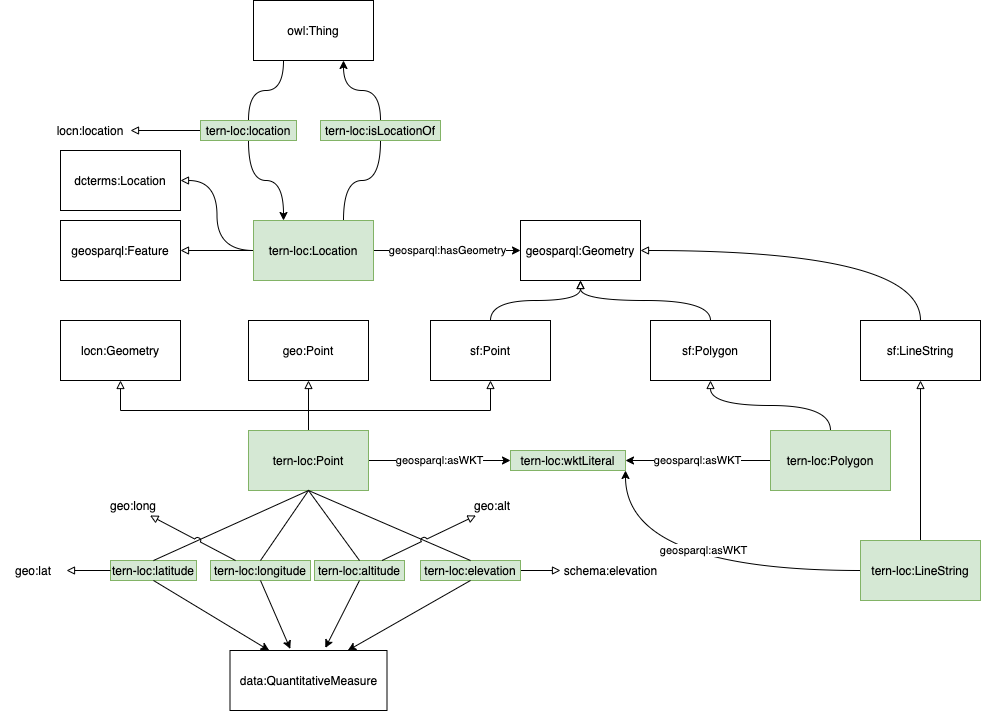 owl:Thing
locn:location
tern-loc:location
tern-loc:isLocationOf
dcterms:Location
geosparql:Feature
tern-loc:Location
geosparql:hasGeometry
geosparql:Geometry
locn:Geometry
geo:Point
sf:Point
sf:Polygon
sf:LineString
tern-loc:Point
geosparql:asWKT
tern-loc:wktLiteral
geosparql:asWKT
tern-loc:Polygon
geo:long
geo:alt
geosparql:asWKT
geo:lat
tern-loc:latitude
tern-loc:longitude
tern-loc:altitude
tern-loc:elevation
schema:elevation
tern-loc:LineString
data:QuantitativeMeasure